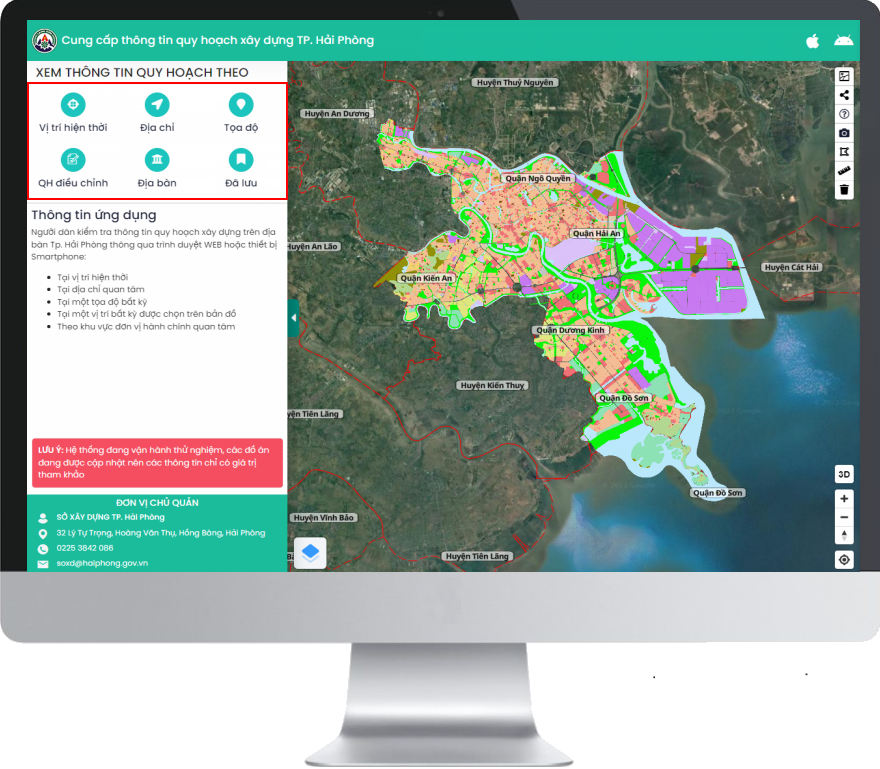 Cung cấp thông tin quy hoạch xây dựng TP. Hải Phòng
XEM THÔNG TIN QUY HOẠCH THEO
Vị trí hiện thời
Địa chỉ
Tọa độ
QH điều chỉnh
Địa bàn
Đã lưu
Thông tin ứng dụng
Người dân kiểm tra thông tin quy hoạch xây dựng trên địa
bàn Tp. Hải Phòng thông qua trình duyệt WEB hoặc thiết bị
Smartphone:
Tại vị trí hiện thời
Tại địa chỉ quan tâm
Tại một tọa độ bất kỳ
Tại một vị trí bất kỳ được chọn trên bản đồ
Theo khu vực đơn vị hành chính quan tâm
LƯU Ý: Hệ thống đang vận hành thử nghiệm, các đồ án
đang được cập nhật nên các thông tin chỉ có giá trị
tham khảo
ĐƠN VỊ CHỦ QUẢN
SỞ XÂY DỰNG TP. Hải Phòng
32 Lý Tự Trọng, Hoàng Văn Thụ, Hồng Bàng, Hải Phòng
0225 3842 086
soxd@haiphong.gov.vn
Huyện Thuỷ Nguyên
Huyện An Dương
Quận Ngô Quyền
Quận Hải An
Huyện An Lão
Huyện Cát Hải
Quận Kiến An
Quận Dương Kinh
Huyện Kiến Thuỵ
Quận Đồ Sơn
Huyện Tiên Lãng
3D
Quận Đồ Sơn
Huyện Vĩnh Bảo
Huyện Tiên Lãng